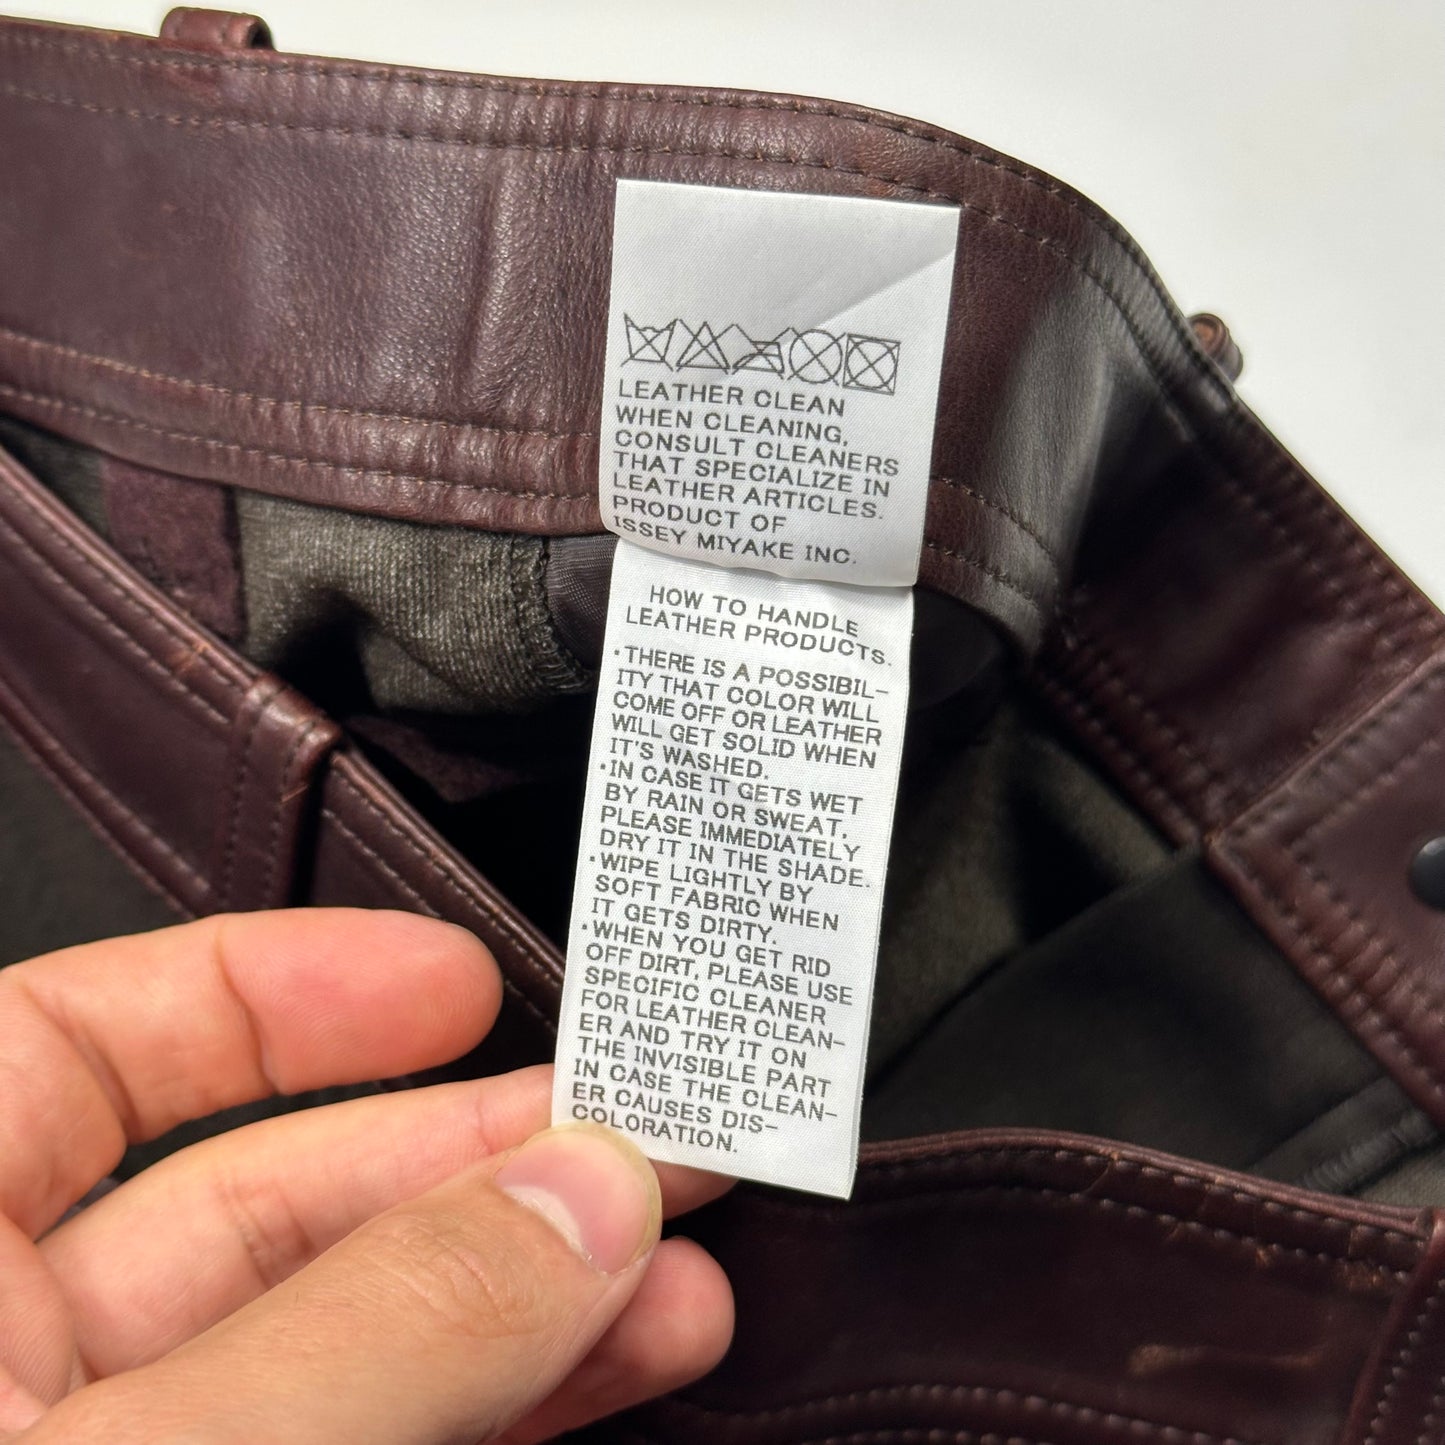 LEATHER CLEAN
WHEN CLEANING,
CONSULT CLEANERS
THAT SPECIALIZE IN
LEATHER ARTICLES.
PRODUCT OF
ISSEY MIYAKE INC.
HOW TO HANDLE
LEATHER PRODUCTS.
・THERE IS A POSSIBIL–
ITY THAT COLOR WILL
COME OFF OR LEATHER
WILL GET SOLID WHEN
IT'S WASHED.
・IN CASE IT GETS WET
BY RAIN OR SWEAT.
PLEASE IMMEDIATELY
DRY IT IN THE SHADE.
・WIPE LIGHTLY BY
SOFT FABRIC WHEN
IT GETS DIRTY.
・WHEN YOU GET RID
OFF DIRT, PLEASE USE
SPECIFIC CLEANER
FOR LEATHER CLEAN–
ER AND TRY IT ON
THE INVISIBLE PART
IN CASE THE CLEAN–
ER CAUSES DIS–
COLORATION.